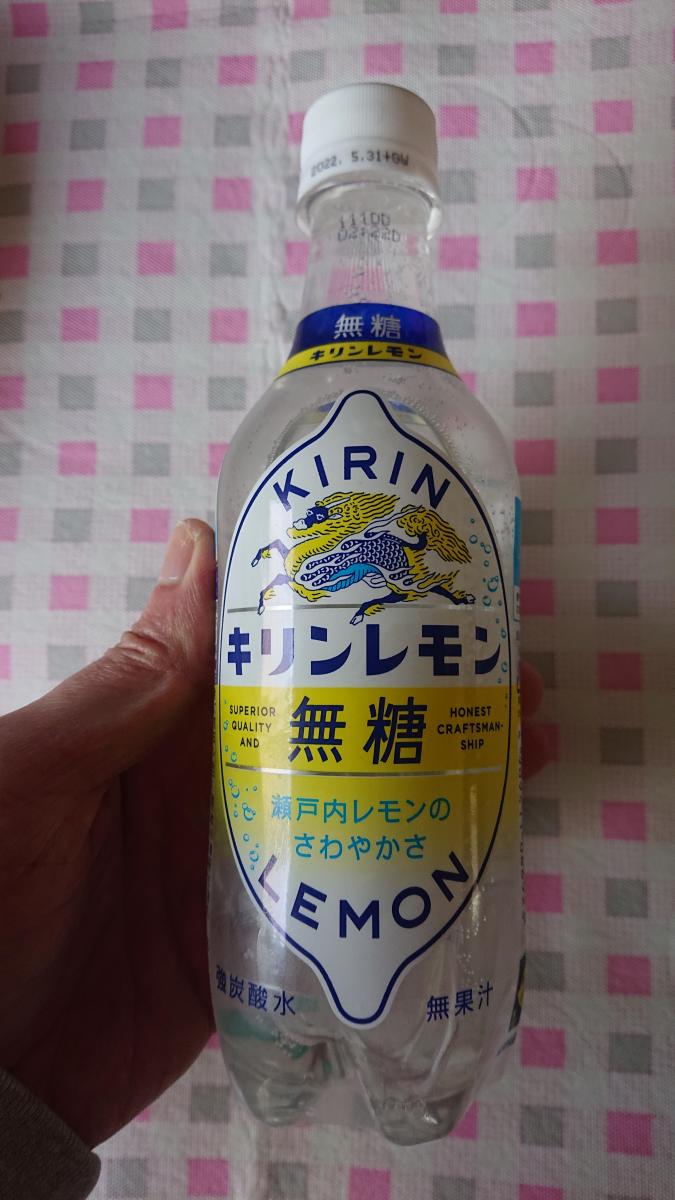 2022. 5.31+GW
無糖
キリンレモン
KIRIN
キリンレモン
SUPERIOR
QUALITY
AND
無糖
HONEST
CRAFTSMAN-
SHIP
瀬戸内レモンの
さわやかさ
LEMON
強炭酸水
無果汁